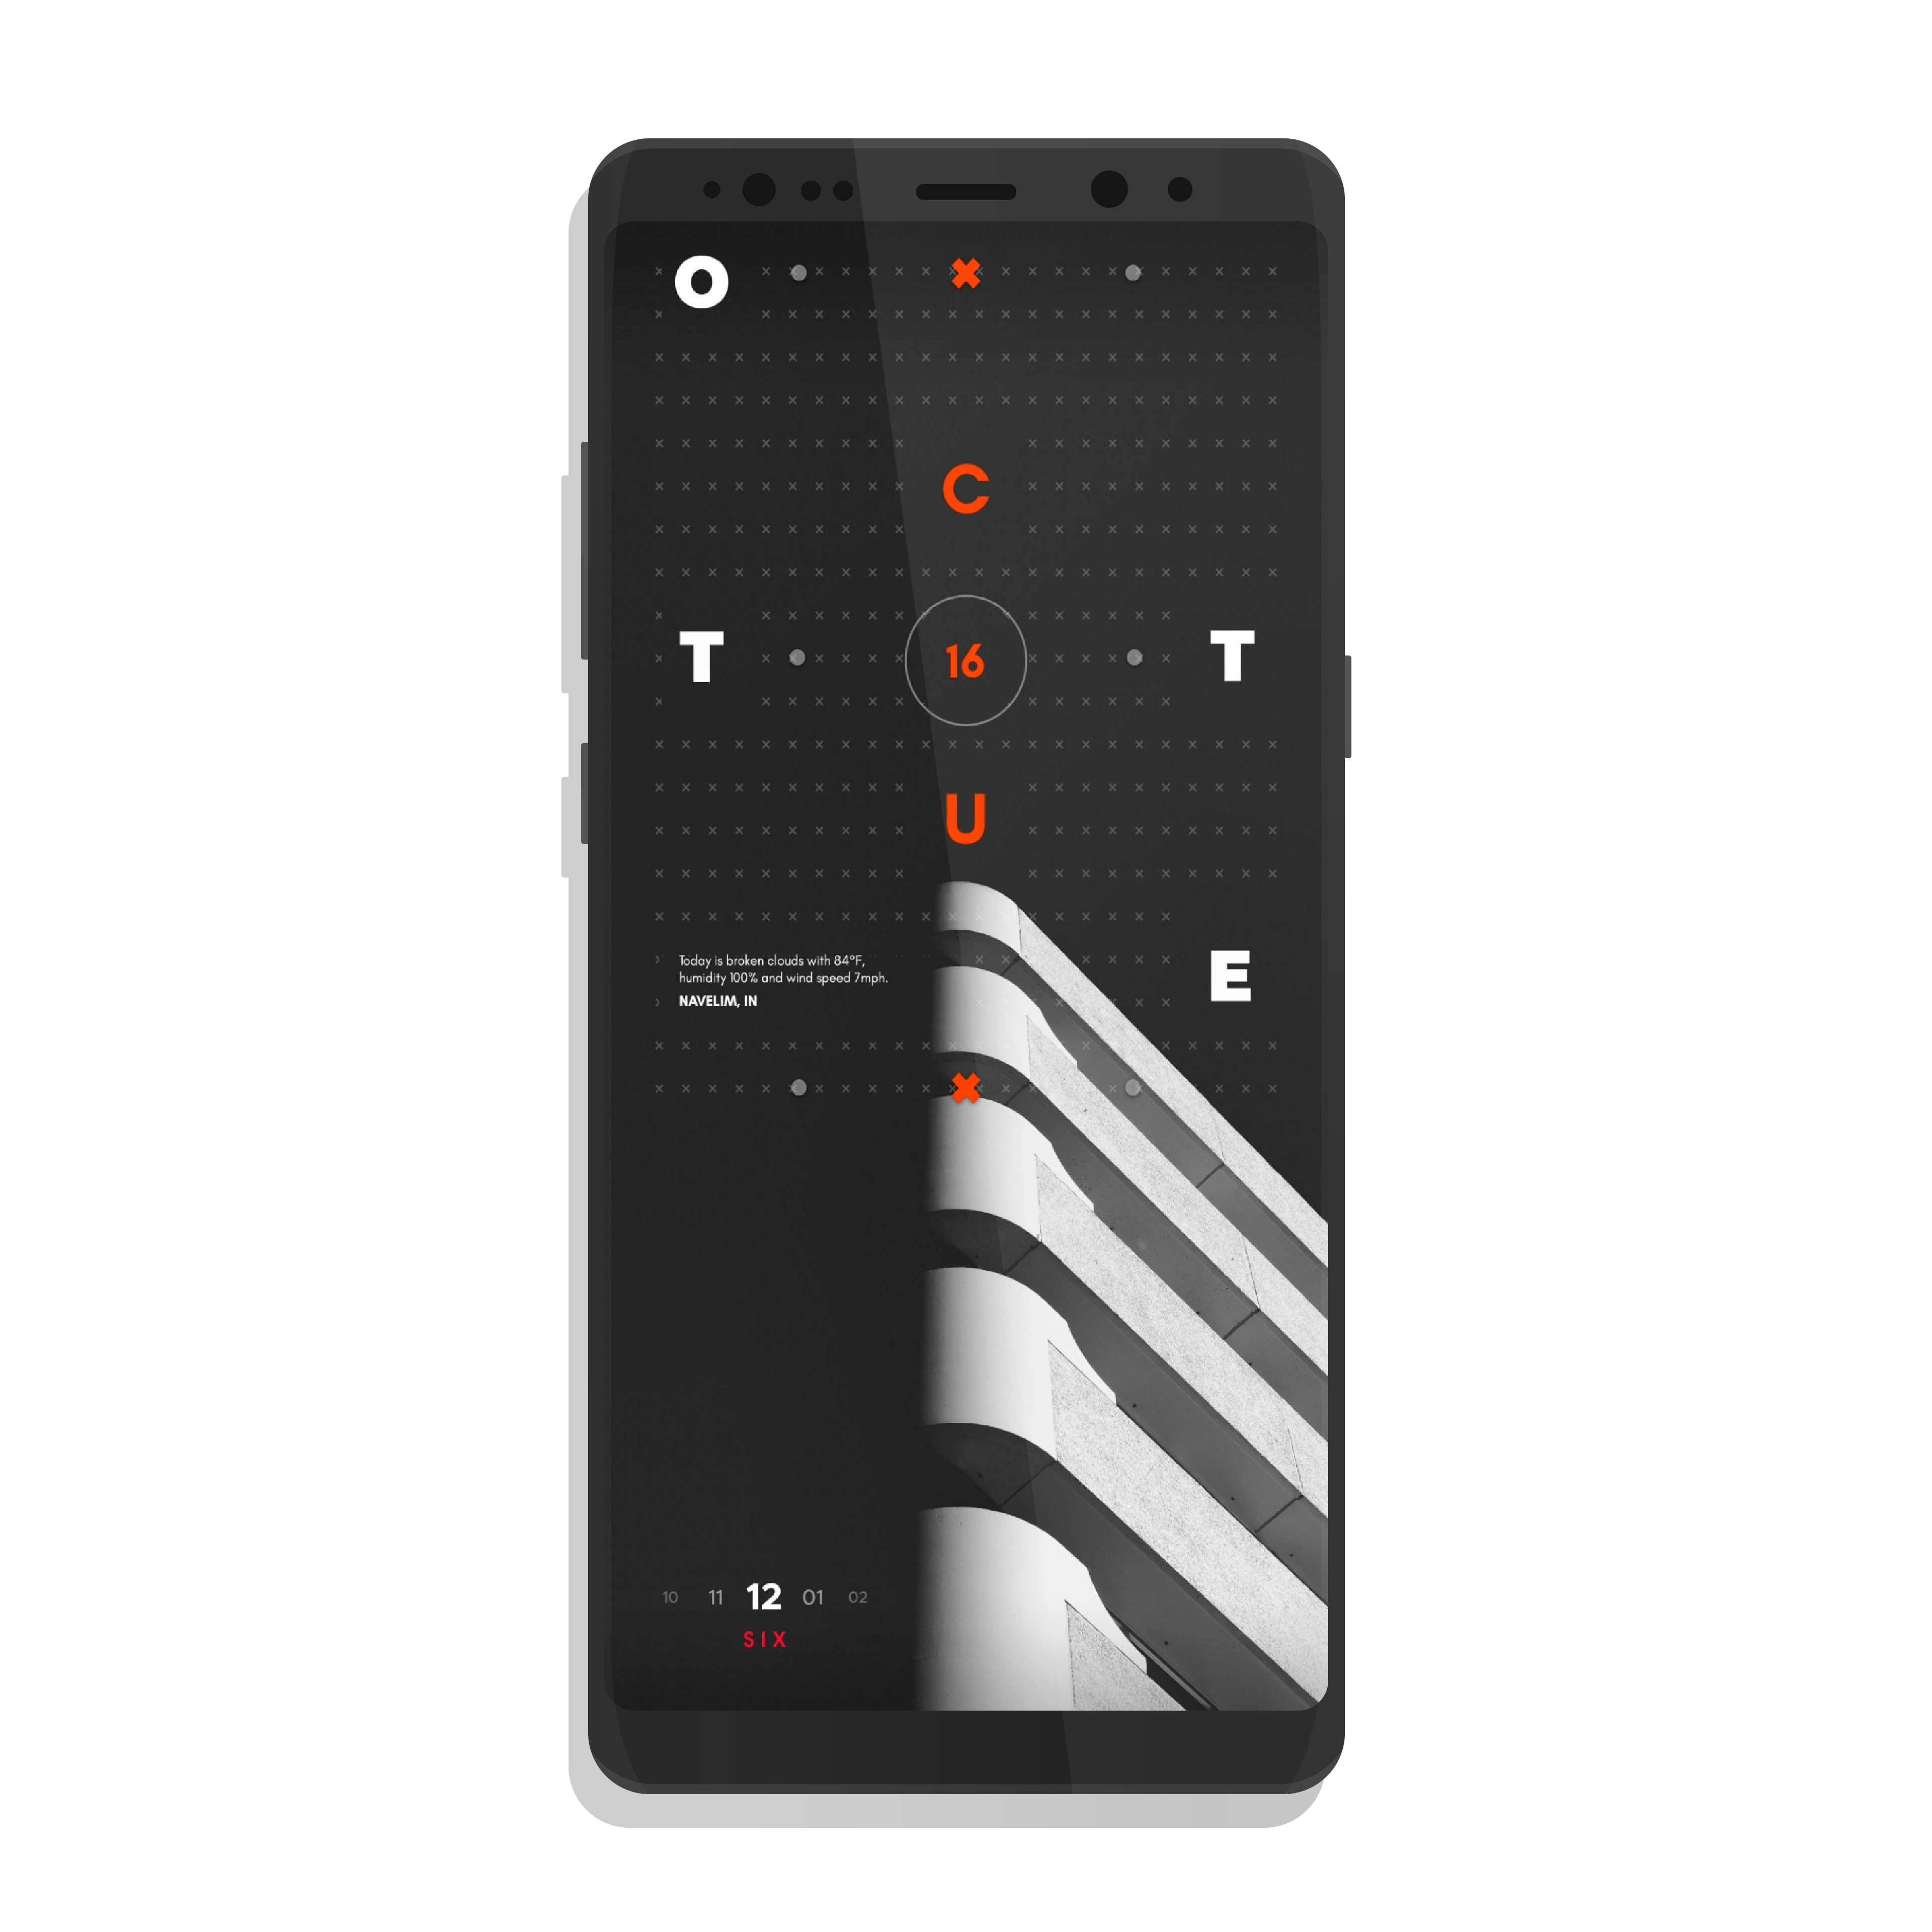 O
C
T 16 T
U
E
Today is broken clouds with 84°F,
humidity 100% and wind speed 7mph.
NAVELIM, IN
10 11 12 01 02
SIX